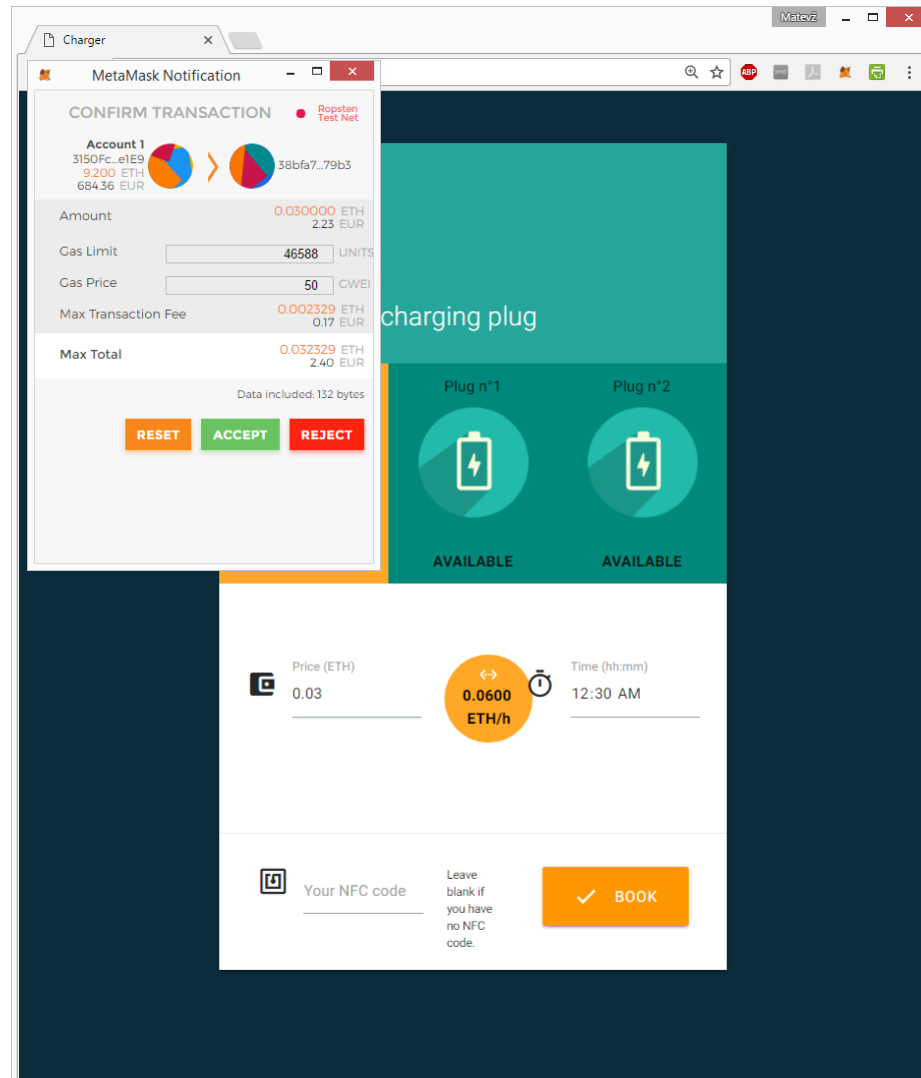 Matevž
Charger
ABP
MetaMask Notification
CONFIRM TRANSACTION
Ropsten
Test Net
Account 1
3150Fc...e1E9
9.200 ETH
684.36 EUR
38bfa7...79b3
Amount
0.030000 ETH
2.23 EUR
Gas Limit 46588 UNITS
Gas Price 50 GWEI
Max Transaction Fee
0.002329 ETH
0.17 EUR
Max Total
0.032329 ETH
2.40 EUR
Data included: 132 bytes
RESET ACCEPT REJECT
charging plug
Plug n°1
AVAILABLE
Plug n°2
AVAILABLE
Price (ETH)
0.03
0.0600
ETH/h
Time (hh:mm)
12:30 AM
Your NFC code
Leave
blank if
you have
no NFC
code.
BOOK